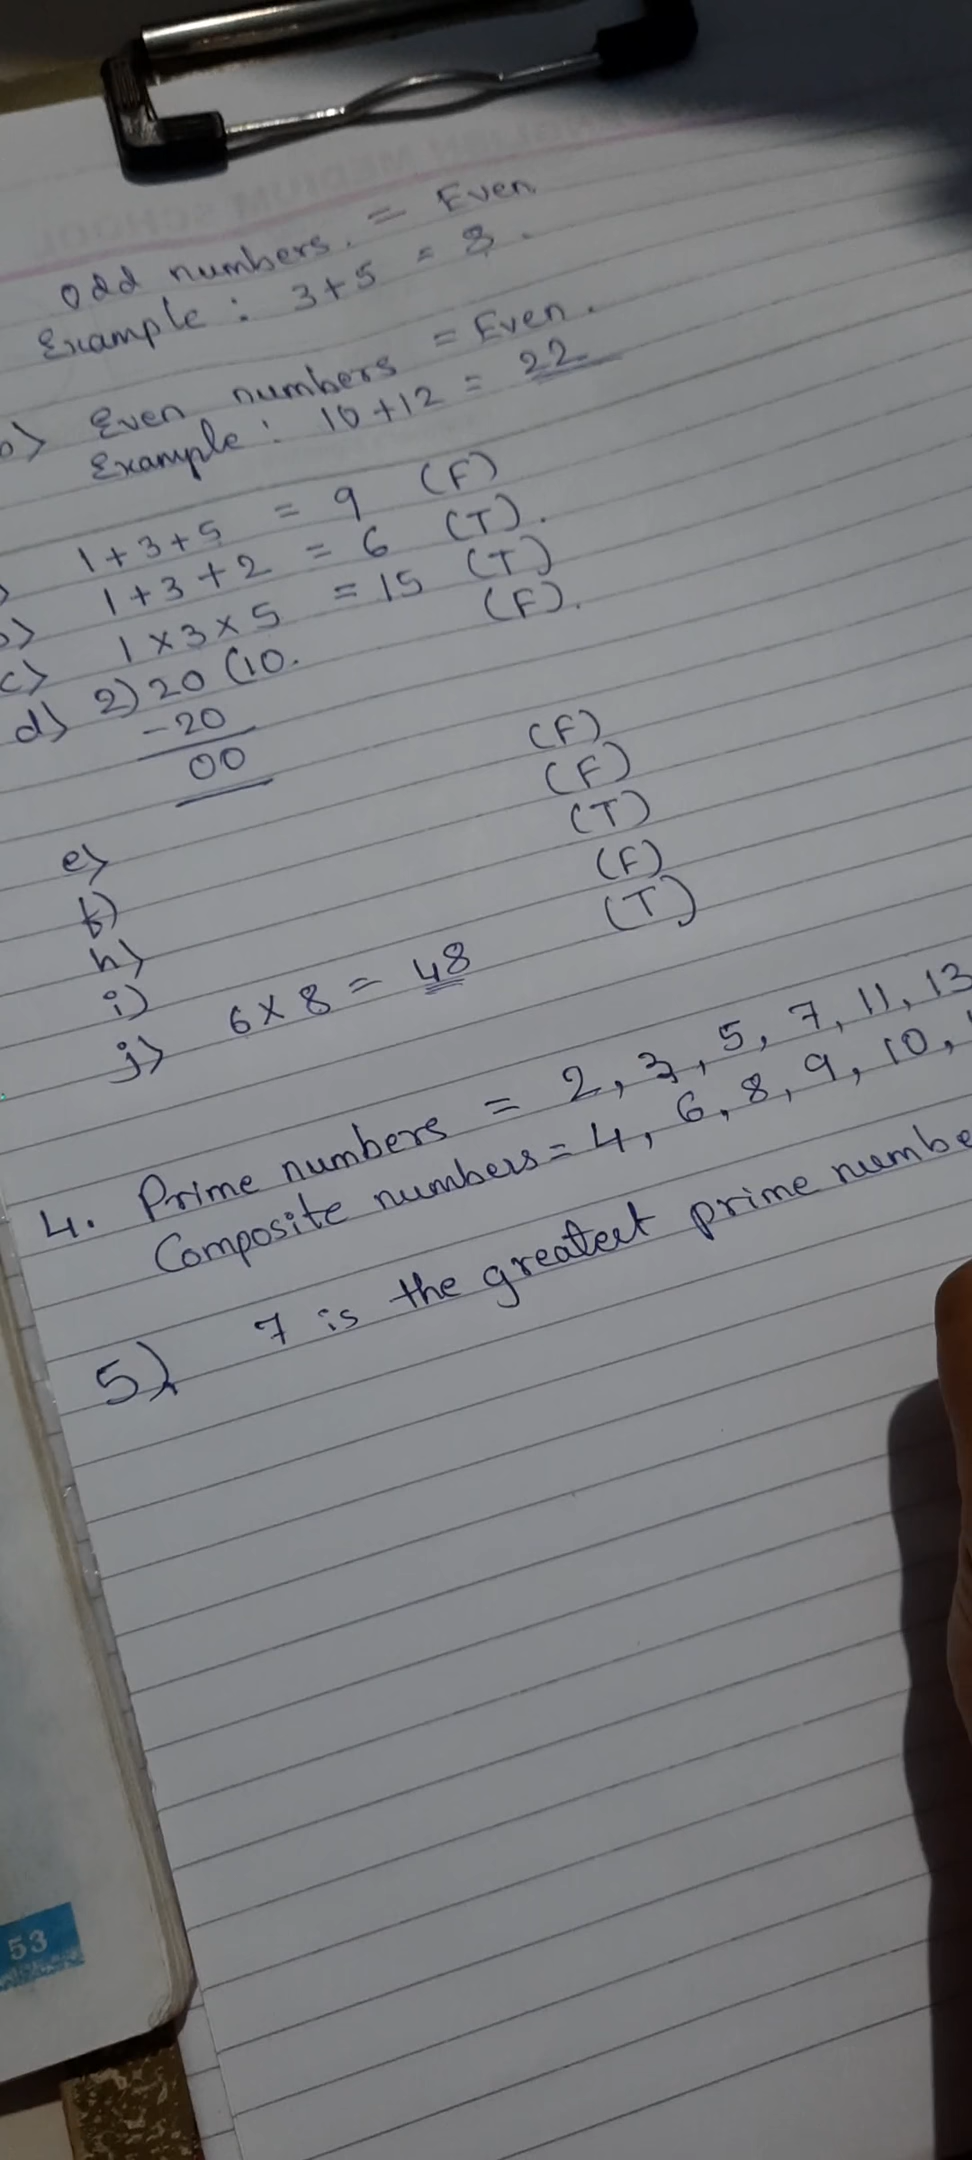 Odd numbers. = Even
Example : 3+5 = 8.
b) Even numbers = Even.
Example : 10+12 = 22
1+3+5 = 9 (F)
b) 1+3+2 = 6 (T).
c) 1×3×5 = 15 (T)
d) 2)20(10. (F).
-20
00
e) (F)
f) (F)
h) (T)
i) (F)
j) 6×8 = 48 (T)
4. Prime numbers = 2, 3, 5, 7, 11, 13
Composite numbers = 4, 6, 8, 9, 10,
5) 7 is the greatest prime numbe
53